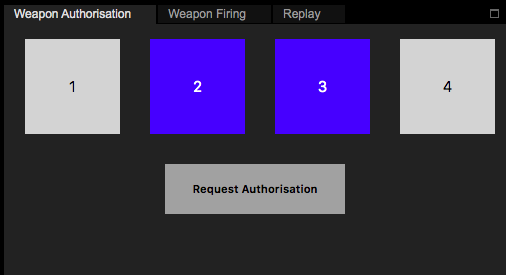 Weapon Authorisation Weapon Firing Replay
1 2 3 4
Request Authorisation